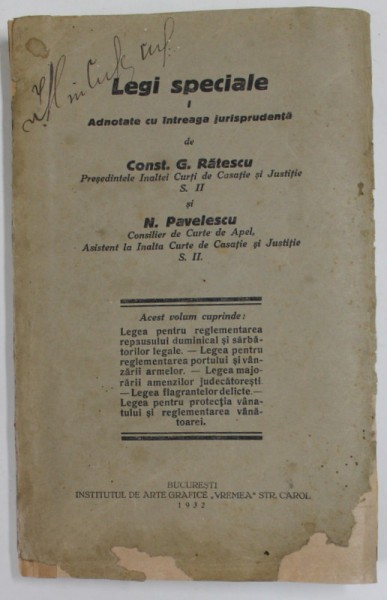 Legi speciale
I
Adnotate cu întreaga jurisprudență
de
Const. G. Rătescu
Președintele Inaltei Curți de Casație și Justiție
S. II
și
N. Pavelescu
Consilier de Curte de Apel,
Asistent la Inalta Curte de Casație și Justiție
S. II.
Acest volum cuprinde:
Legea pentru reglementarea
repausului duminical și sărbă-
torilor legale. — Legea pentru
reglementarea portului și vân-
zării armelor. — Legea majo-
rării amenzilor judecătorești.
— Legea flagrantelor delicte —
Legea pentru protecția vâna-
tului și reglementarea vână-
toarei.
BUCUREȘTI
INSTITUTUL DE ARTE GRAFICE „VREMEA” STR. CAROL
1932